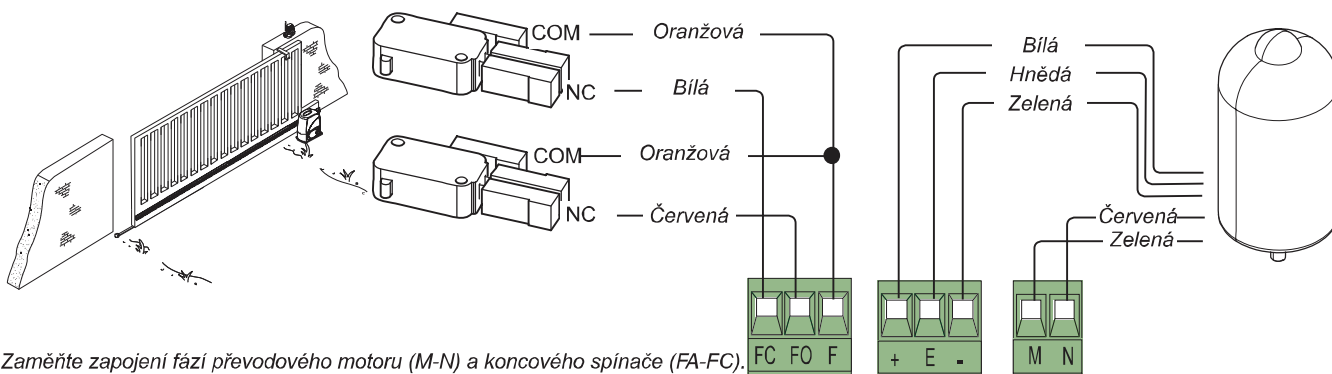 COM Oranžová
NC Bílá
COM Oranžová
NC Červená
Bílá
Hnědá
Zelená
Červená
Zelená
FC FO F
+ E -
M N
Zaměňte zapojení fází převodového motoru (M-N) a koncového spínače (FA-FC).